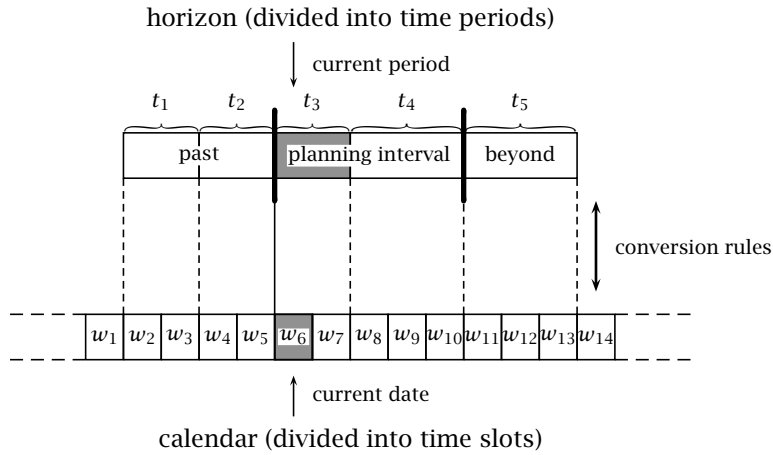 horizon (divided into time periods)
current period
t1 t2 t3 t4 t5
past planning interval beyond
conversion rules
w1 w2 w3 w4 w5 w6 w7 w8 w9 w10 w11 w12 w13 w14
current date
calendar (divided into time slots)